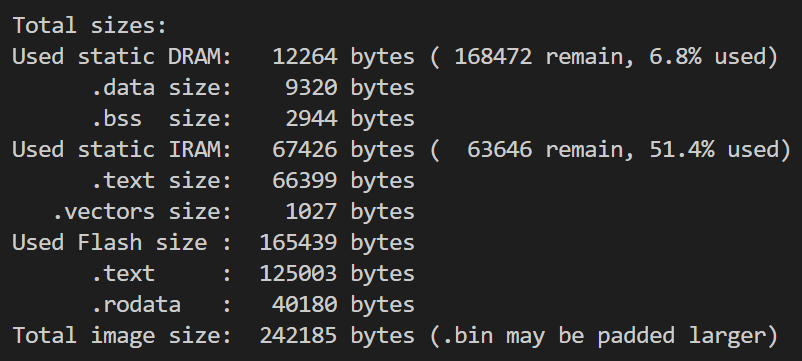 Total sizes:
Used static DRAM:   12264 bytes ( 168472 remain, 6.8% used)
      .data size:    9320 bytes
      .bss  size:    2944 bytes
Used static IRAM:   67426 bytes (  63646 remain, 51.4% used)
      .text size:   66399 bytes
   .vectors size:    1027 bytes
Used Flash size :  165439 bytes
      .text     :  125003 bytes
      .rodata   :   40180 bytes
Total image size:  242185 bytes (.bin may be padded larger)